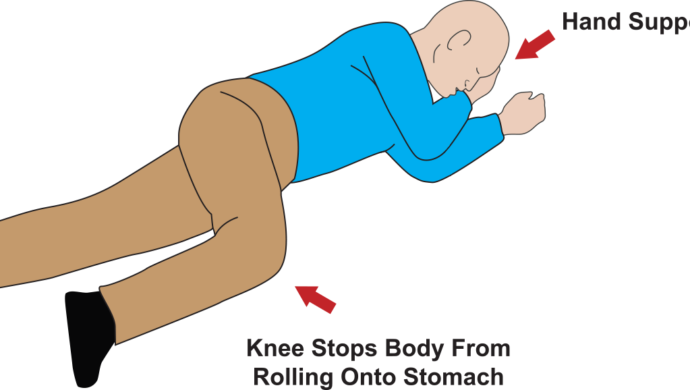 Hand Suppo
Knee Stops Body From
Rolling Onto Stomach